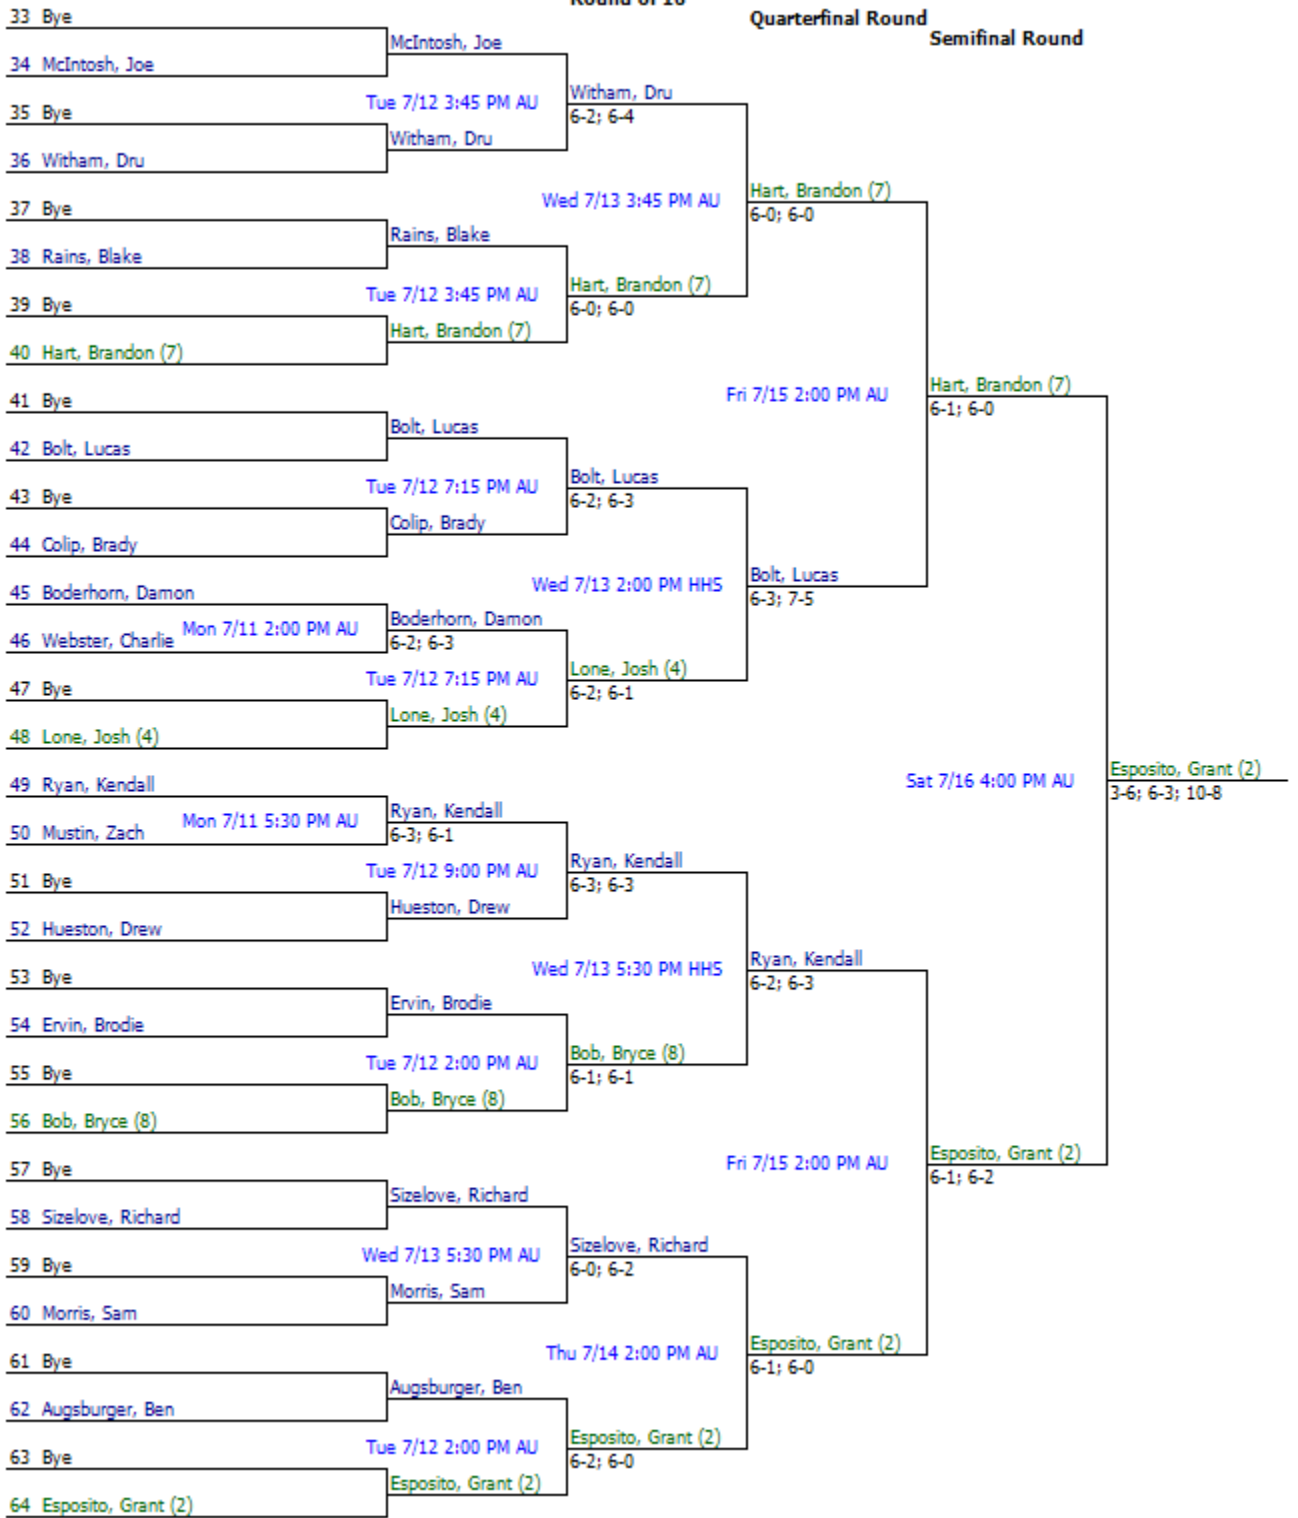 Round of 16
Quarterfinal Round
Semifinal Round
33 Bye
McIntosh, Joe
34 McIntosh, Joe
Tue 7/12 3:45 PM AU
Witham, Dru
6-2; 6-4
35 Bye
Witham, Dru
36 Witham, Dru
Wed 7/13 3:45 PM AU
Hart, Brandon (7)
6-0; 6-0
37 Bye
Rains, Blake
38 Rains, Blake
Tue 7/12 3:45 PM AU
Hart, Brandon (7)
6-0; 6-0
39 Bye
Hart, Brandon (7)
40 Hart, Brandon (7)
Fri 7/15 2:00 PM AU
Hart, Brandon (7)
6-1; 6-0
41 Bye
Bolt, Lucas
42 Bolt, Lucas
Tue 7/12 7:15 PM AU
Bolt, Lucas
6-2; 6-3
43 Bye
Colip, Brady
44 Colip, Brady
Wed 7/13 2:00 PM HHS
Bolt, Lucas
6-3; 7-5
45 Boderhorn, Damon
Mon 7/11 2:00 PM AU
Boderhorn, Damon
6-2; 6-3
46 Webster, Charlie
Tue 7/12 7:15 PM AU
Lone, Josh (4)
6-2; 6-1
47 Bye
Lone, Josh (4)
48 Lone, Josh (4)
Sat 7/16 4:00 PM AU
Esposito, Grant (2)
3-6; 6-3; 10-8
49 Ryan, Kendall
Mon 7/11 5:30 PM AU
Ryan, Kendall
6-3; 6-1
50 Mustin, Zach
Tue 7/12 9:00 PM AU
Ryan, Kendall
6-3; 6-3
51 Bye
Hueston, Drew
52 Hueston, Drew
Wed 7/13 5:30 PM HHS
Ryan, Kendall
6-2; 6-3
53 Bye
Ervin, Brodie
54 Ervin, Brodie
Tue 7/12 2:00 PM AU
Bob, Bryce (8)
6-1; 6-1
55 Bye
Bob, Bryce (8)
56 Bob, Bryce (8)
Fri 7/15 2:00 PM AU
Esposito, Grant (2)
6-1; 6-2
57 Bye
Sizelove, Richard
58 Sizelove, Richard
Wed 7/13 5:30 PM AU
Sizelove, Richard
6-0; 6-2
59 Bye
Morris, Sam
60 Morris, Sam
Thu 7/14 2:00 PM AU
Esposito, Grant (2)
6-1; 6-0
61 Bye
Augsburger, Ben
62 Augsburger, Ben
Tue 7/12 2:00 PM AU
Esposito, Grant (2)
6-2; 6-0
63 Bye
Esposito, Grant (2)
64 Esposito, Grant (2)